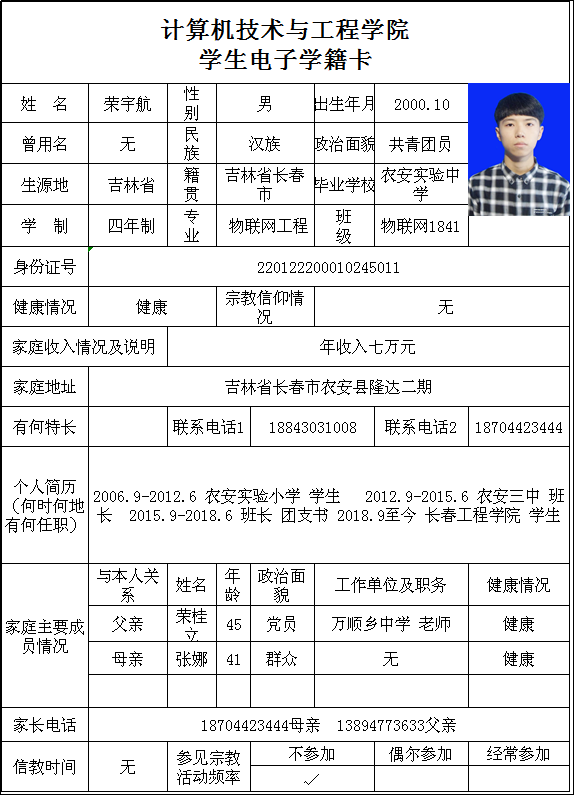 计算机技术与工程学院
学生电子学籍卡
姓 名 荣宇航 性别 男 出生年月 2000.10
曾用名 无 民族 汉族 政治面貌 共青团员
生源地 吉林省 籍贯 吉林省长春市 毕业学校 农安实验中学
学 制 四年制 专业 物联网工程 班级 物联网1841
身份证号 220122200010245011
健康情况 健康 宗教信仰情况 无
家庭收入情况及说明 年收入七万元
家庭地址 吉林省长春市农安县隆达二期
有何特长 联系电话1 18843031008 联系电话2 18704423444
个人简历（何时何地有何任职）
2006.9-2012.6 农安实验小学 学生 2012.9-2015.6 农安三中 班
长 2015.9-2018.6 班长 团支书 2018.9至今 长春工程学院 学生
家庭主要成员情况
与本人关系 姓名 年龄 政治面貌 工作单位及职务 健康情况
父亲 荣桂立 45 党员 万顺乡中学 老师 健康
母亲 张娜 41 群众 无 健康
家长电话 18704423444母亲 13894773633父亲
信教时间 无 参见宗教活动频率 不参加 偶尔参加 经常参加
✓